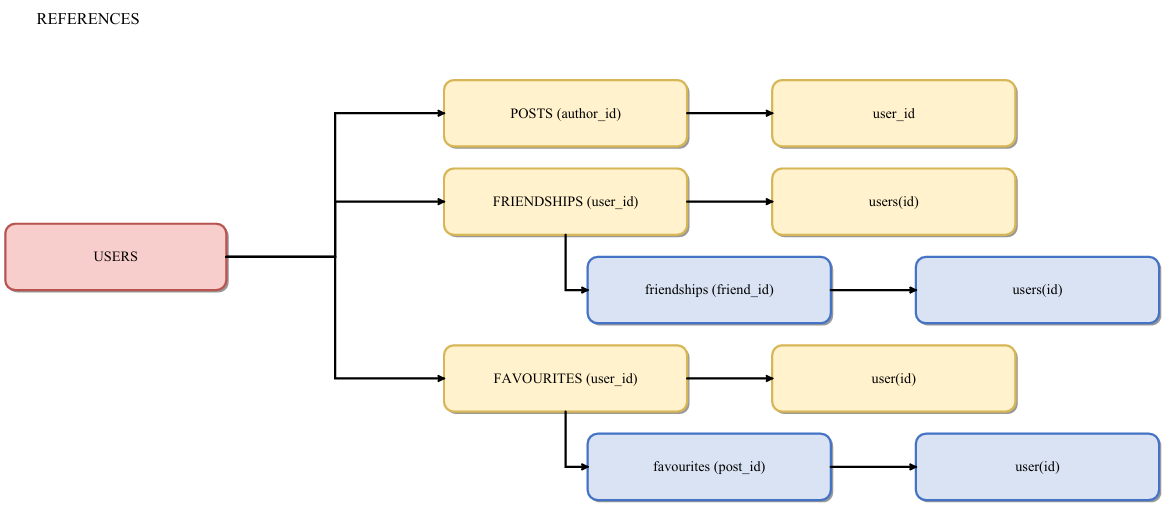 REFERENCES
POSTS (author_id)
user_id
FRIENDSHIPS (user_id)
users(id)
USERS
friendships (friend_id)
users(id)
FAVOURITES (user_id)
user(id)
favourites (post_id)
user(id)